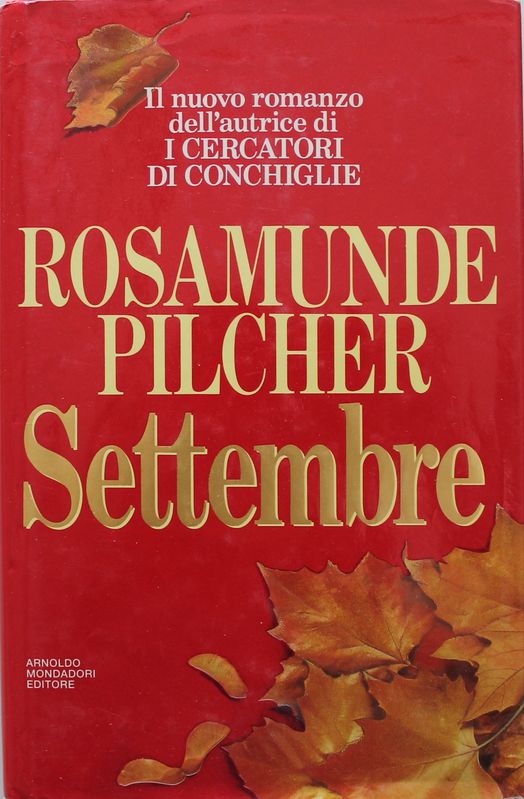 Il nuovo romanzo
dell'autrice di
I CERCATORI
DI CONCHIGLIE
ROSAMUNDE
PILCHER
Settembre
ARNOLDO
MONDADORI
EDITORE